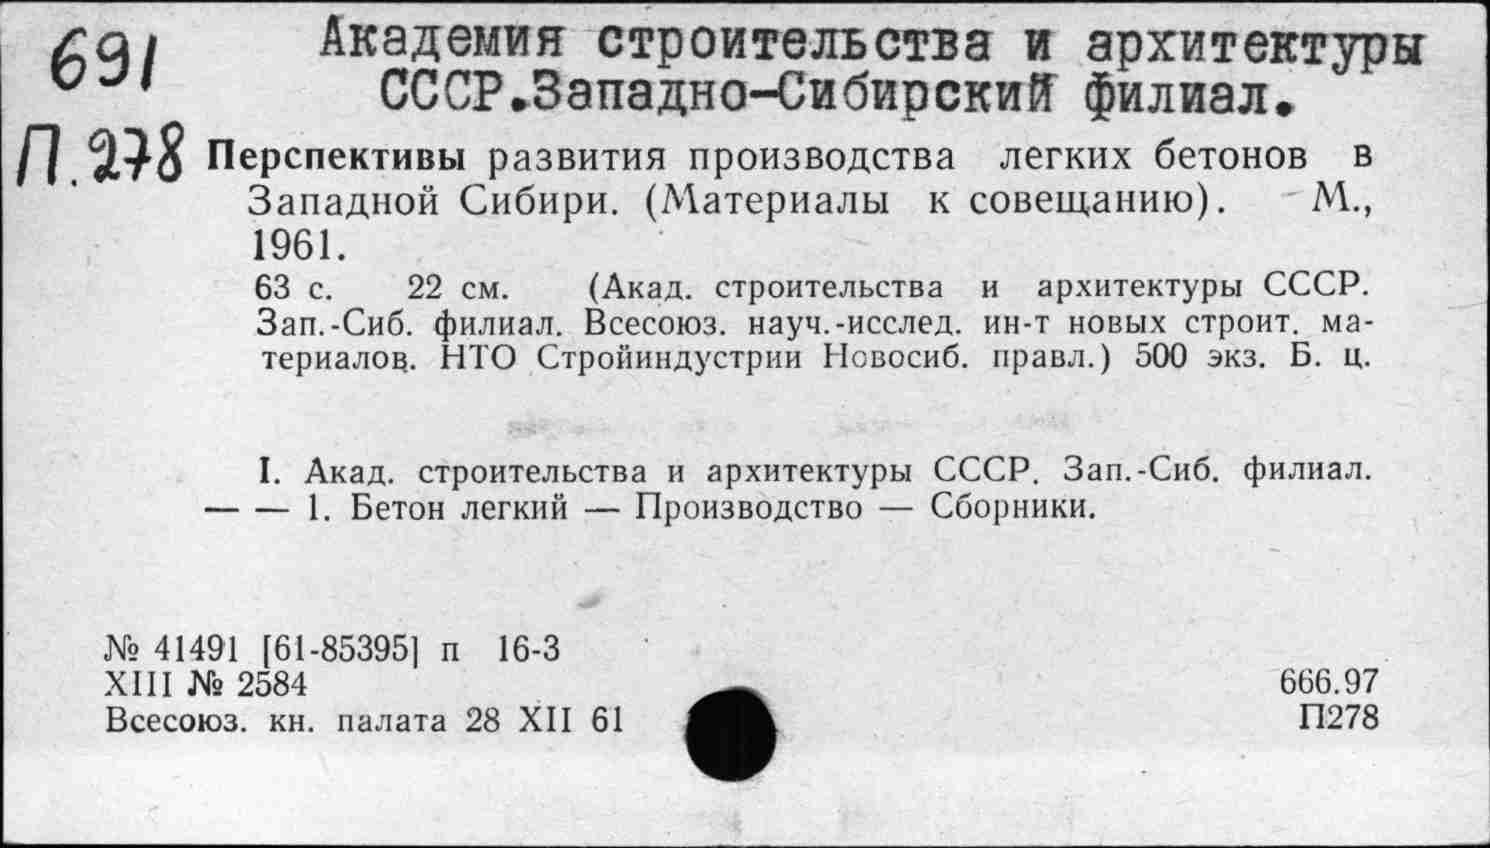 691
Академия строительства и архитектуры
СССР.Западно-Сибирский филиал.
П.278
Перспективы развития производства легких бетонов в
Западной Сибири. (Материалы к совещанию). М.,
1961.
63 с. 22 см. (Акад. строительства и архитектуры СССР.
Зап.-Сиб. филиал. Всесоюз. науч.-исслед. ин-т новых строит. ма-
териалов. НТО Стройиндустрии Новосиб. правл.) 500 экз. Б. ц.
I. Акад. строительства и архитектуры СССР. Зап.-Сиб. филиал.
— — 1. Бетон легкий — Производство — Сборники.
№ 41491 [61-85395] п 16-3
XIII № 2584
666.97
Всесоюз. кн. палата 28 XII 61
П278